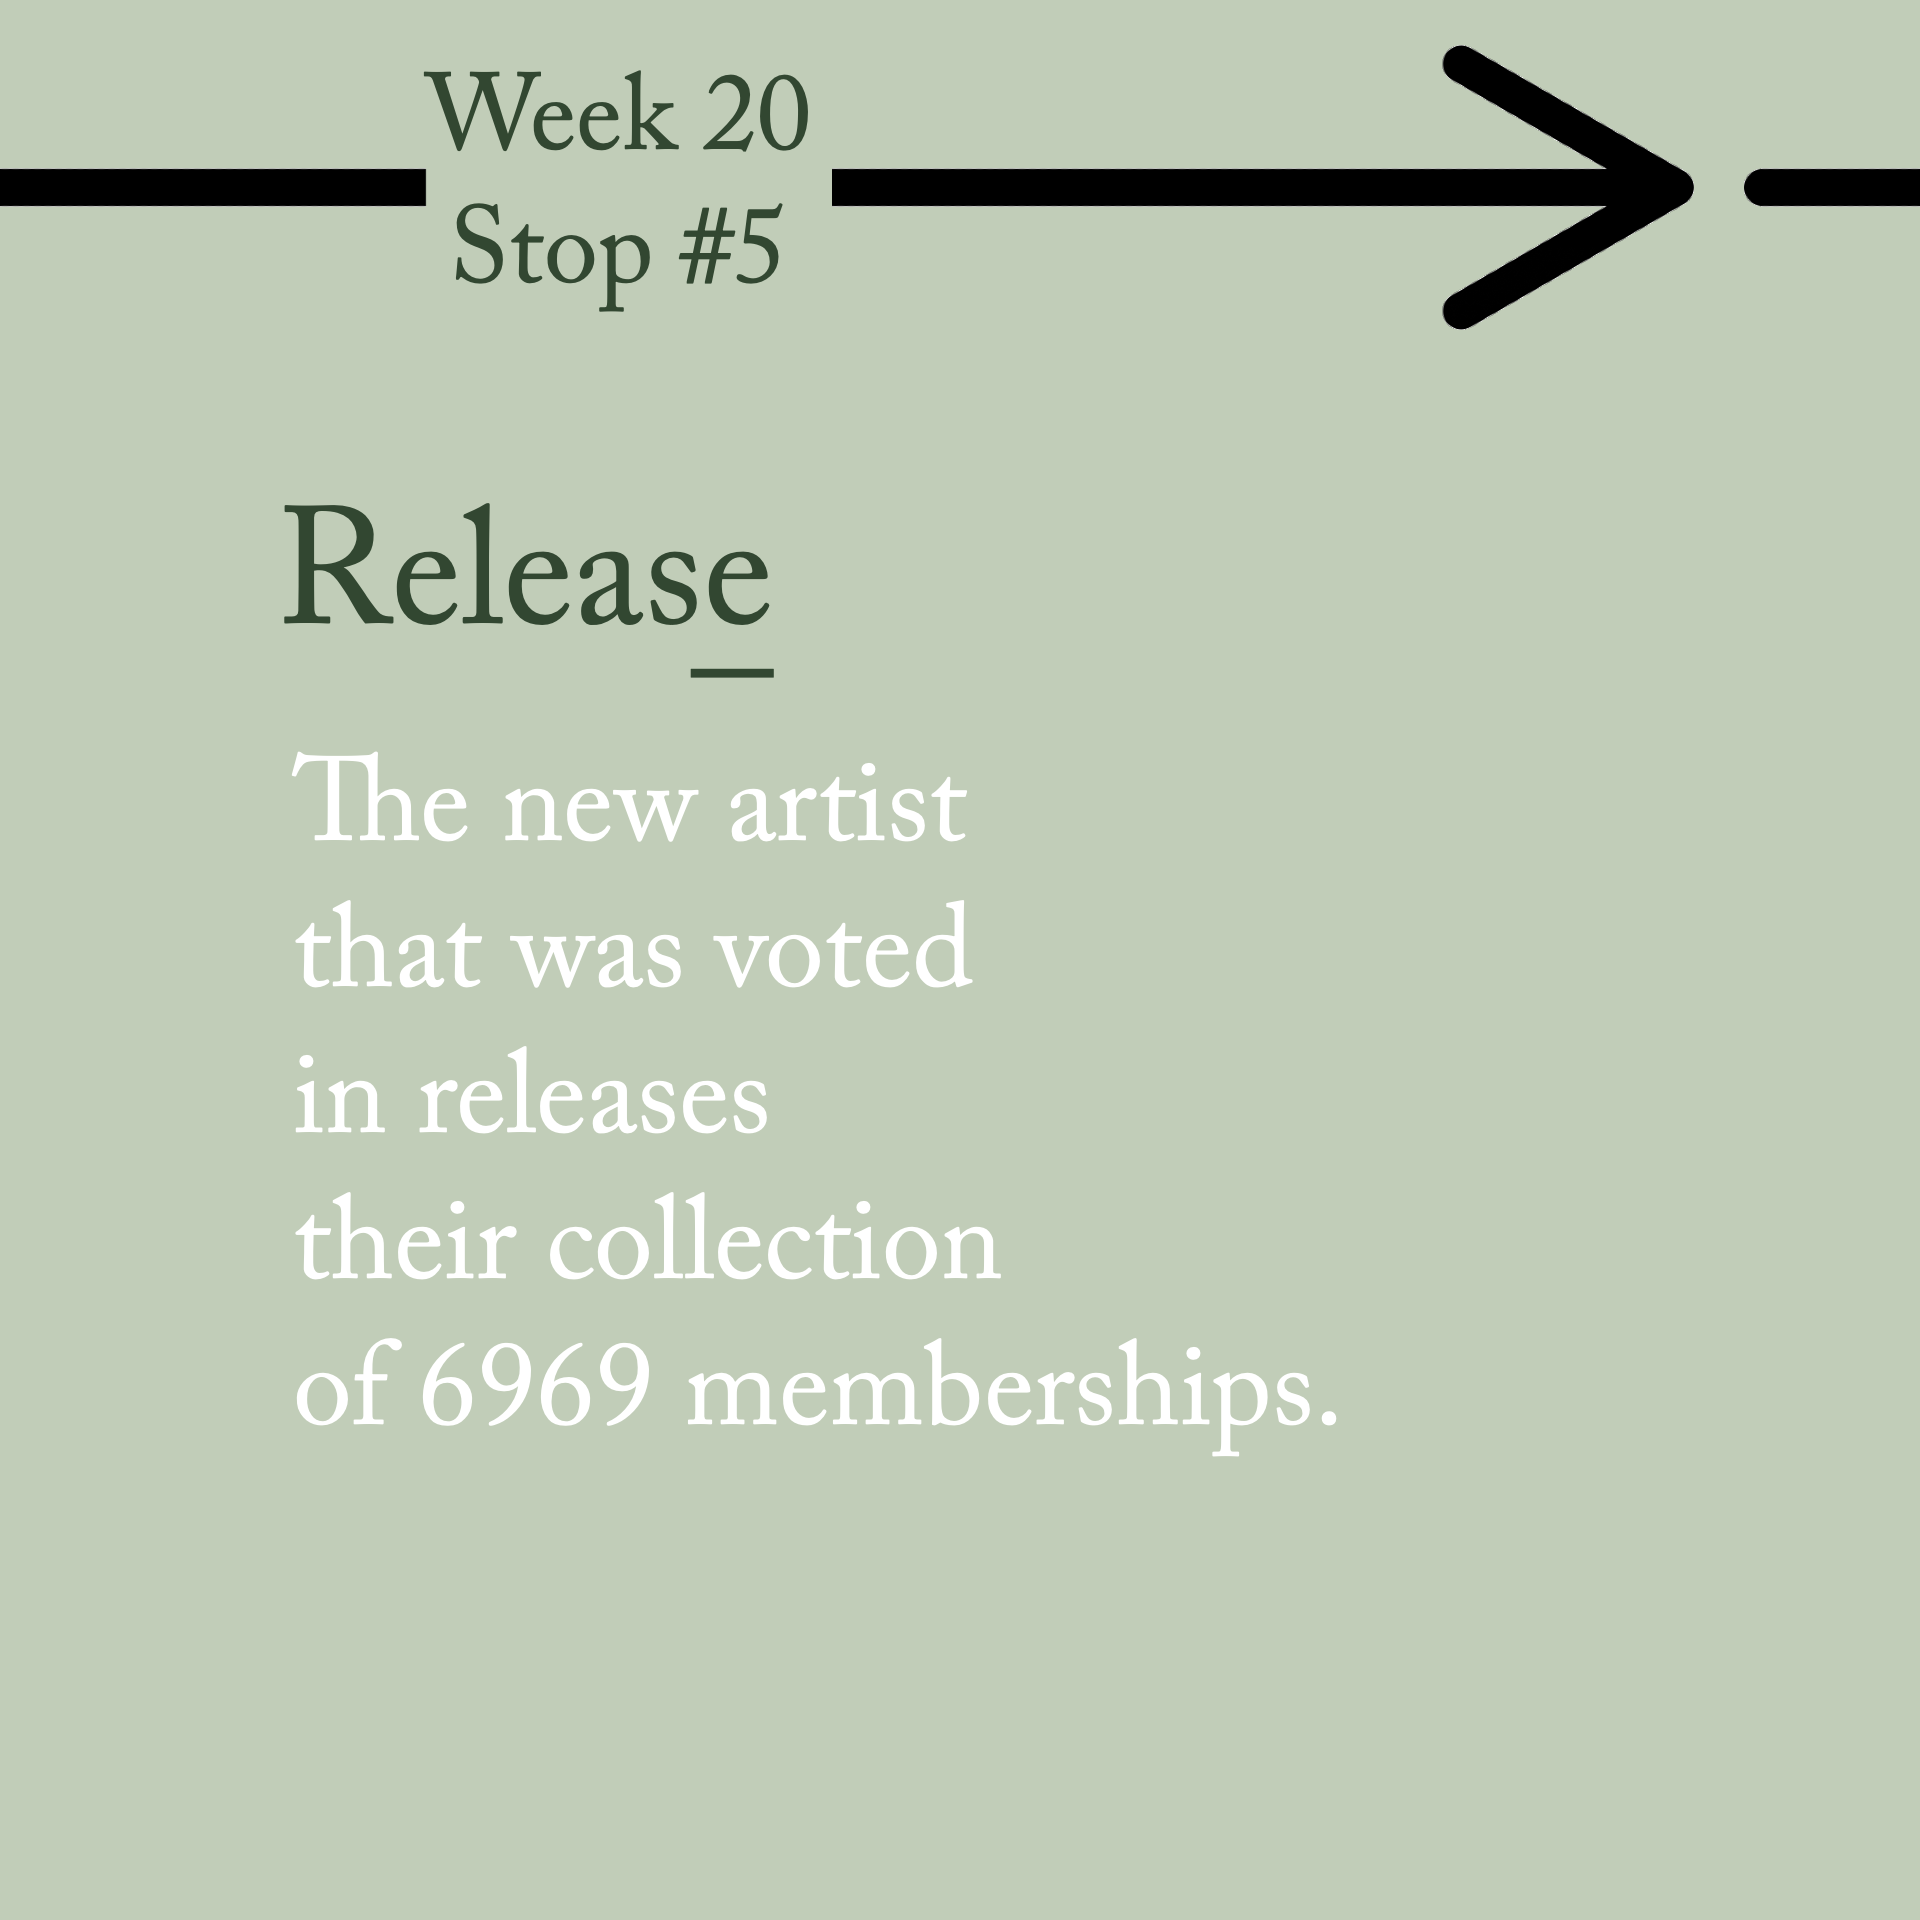 Week 20
Stop #5
Release
The new artist
that was voted
in releases
their collection
of 6969 memberships.